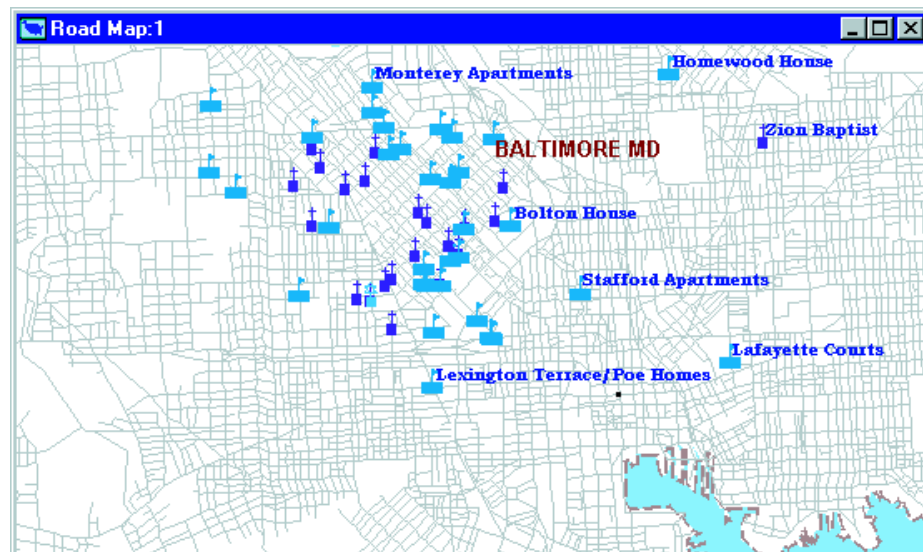 Road Map:1
Homewood House
Monterey Apartments
Zion Baptist
BALTIMORE MD
Bolton House
Stafford Apartments
Lafayette Courts
Lexington Terrace/Poe Homes